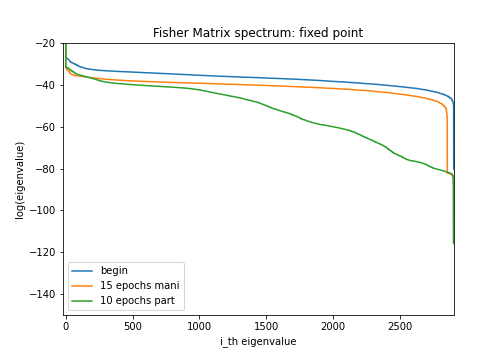 Fisher Matrix spectrum: fixed point
−20
−40
−60
−80
−100
−120
−140
log(eigenvalue)
begin
15 epochs mani
10 epochs part
0
500
1000
1500
2000
2500
i_th eigenvalue